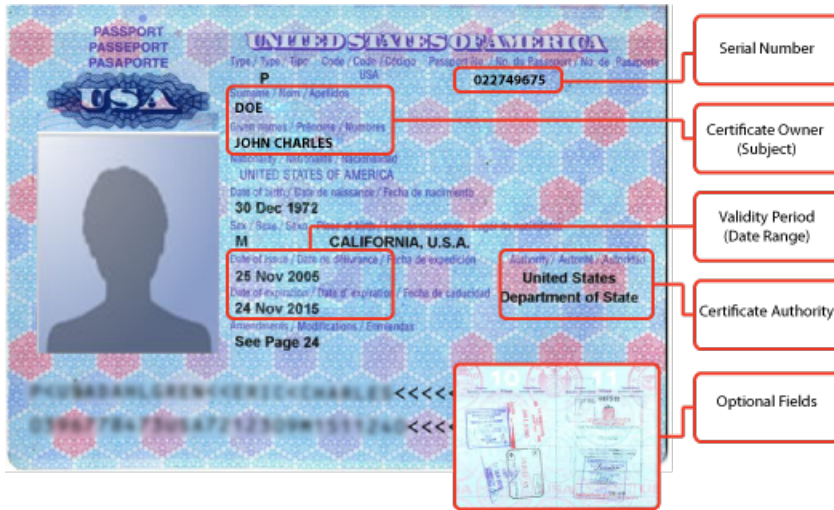 PASSPORT
PASSEPORT
PASAPORTE
USA
UNITED STATES OF AMERICA
Type / Type / Tipo Code / Code / Código Passport No. / No. du Passeport / No. de Pasaporte
P USA 022749675
Surname / Nom / Apellidos
DOE
Given names / Prénoms / Nombres
JOHN CHARLES
Nationality / Nationalité / Nacionalidad
UNITED STATES OF AMERICA
Date of birth / Date de naissance / Fecha de nacimiento
30 Dec 1972
Sex / Sexe / Sexo
M CALIFORNIA, U.S.A.
Date of issue / Date de délivrance / Fecha de expedición Authority / Autorité / Autoridad
25 Nov 2005 United States
Department of State
Date of expiration / Date d' expiration / Fecha de caducidad
24 Nov 2015
Amendments / Modifications / Enmiendas
See Page 24
<<<<
<<<<
Serial Number
Certificate Owner
(Subject)
Validity Period
(Date Range)
Certificate Authority
Optional Fields